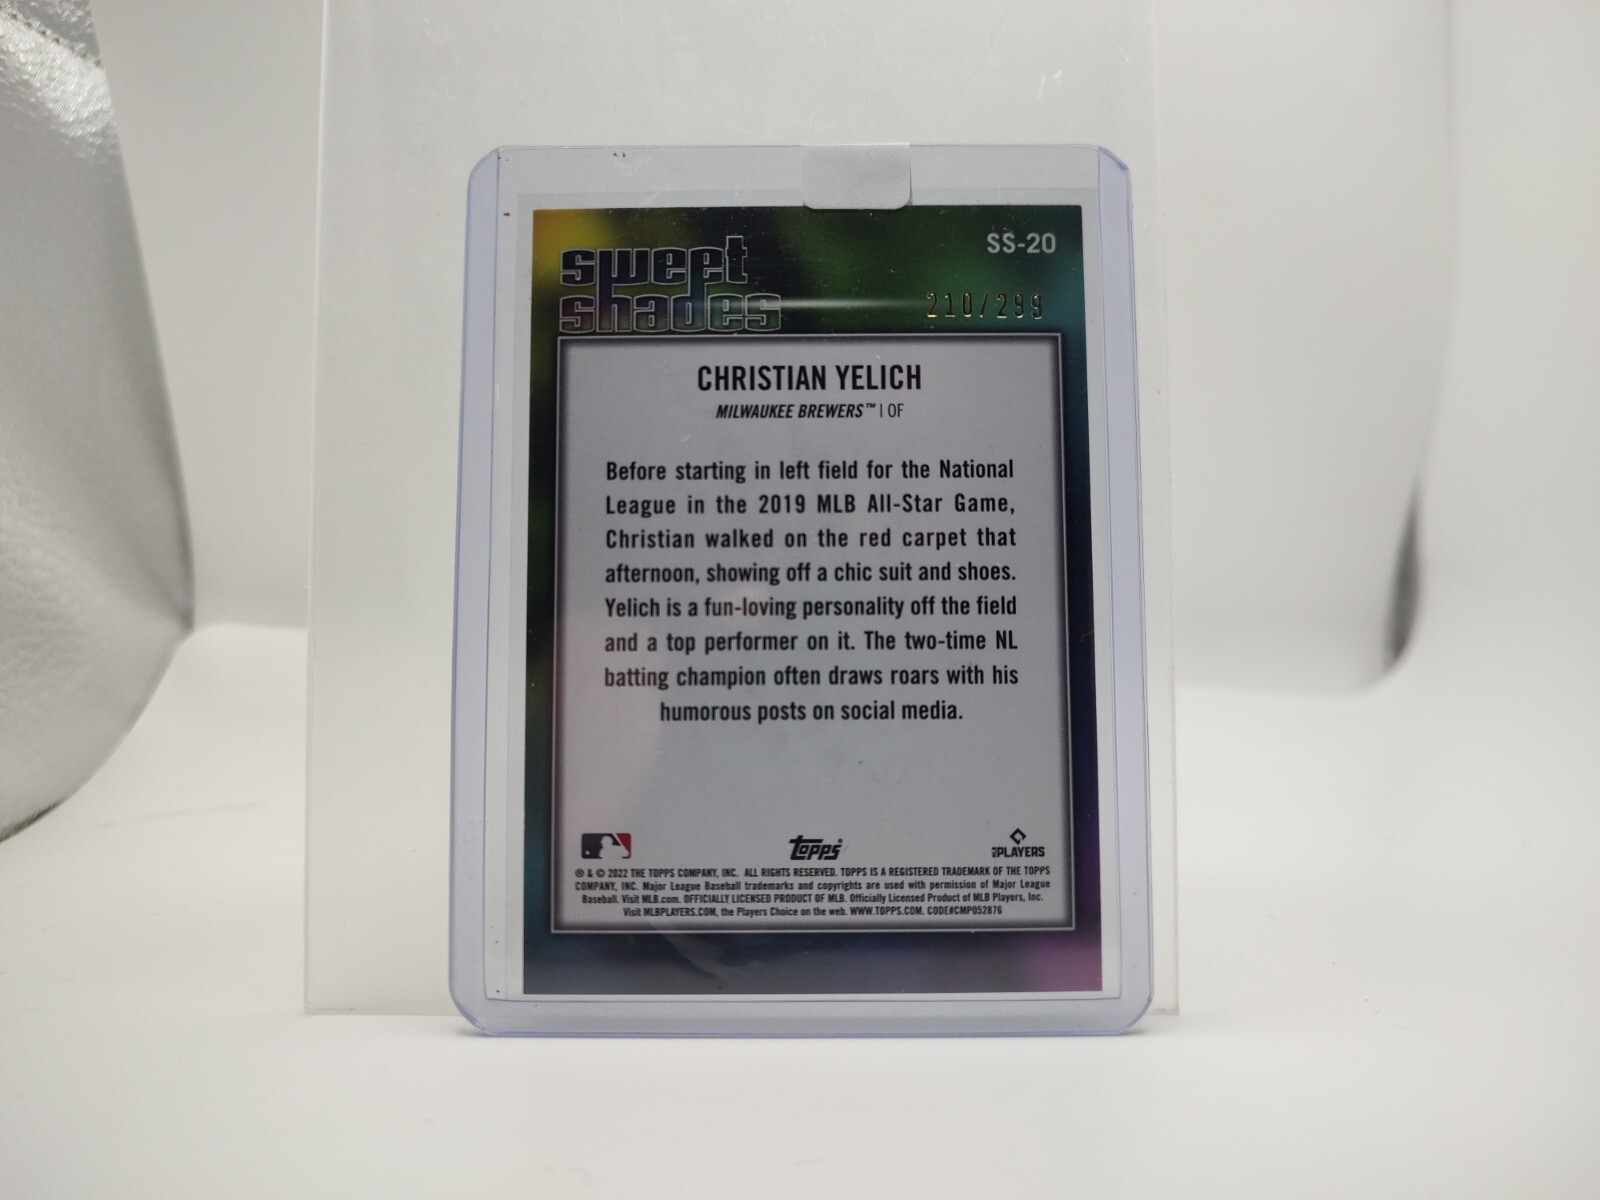 sweet
shades
SS-20
210/299
CHRISTIAN YELICH
MILWAUKEE BREWERS™ | OF
Before starting in left field for the National
League in the 2019 MLB All-Star Game,
Christian walked on the red carpet that
afternoon, showing off a chic suit and shoes.
Yelich is a fun-loving personality off the field
and a top performer on it. The two-time NL
batting champion often draws roars with his
humorous posts on social media.
topps
MLB PLAYERS
® & © 2022 THE TOPPS COMPANY, INC. ALL RIGHTS RESERVED. TOPPS IS A REGISTERED TRADEMARK OF THE TOPPS
COMPANY, INC. Major League Baseball trademarks and copyrights are used with permission of Major League
Baseball. Visit MLB.com. OFFICIALLY LICENSED PRODUCT OF MLB. Officially Licensed Product of MLB Players, Inc.
Visit MLBPLAYERS.COM, the Players Choice on the web. WWW.TOPPS.COM. CODE#CMP052876